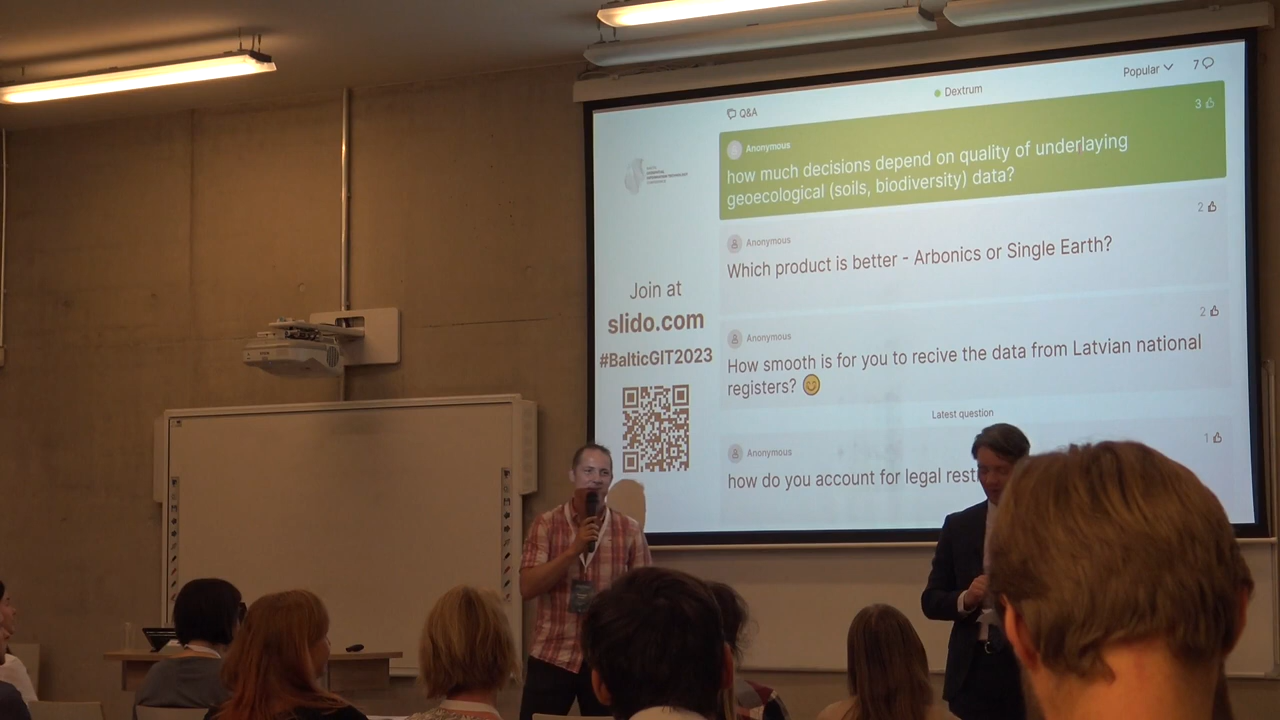 Popular 7
Dextrum
Q&A
3
Anonymous
how much decisions depend on quality of underlaying
geoecological (soils, biodiversity) data?
2
Anonymous
Which product is better - Arbonics or Single Earth?
2
Anonymous
How smooth is for you to recive the data from Latvian national
registers? 😊
Latest question
1
Anonymous
how do you account for legal rest
Join at
slido.com
#BalticGIT2023